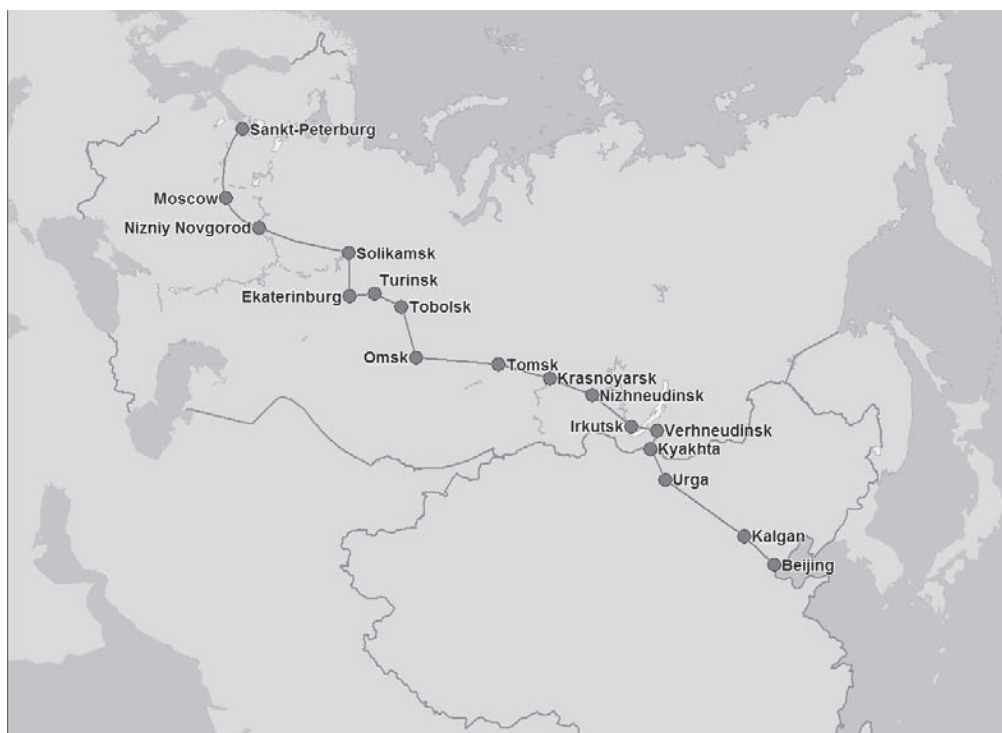 Sankt-Peterburg
Moscow
Nizniy Novgorod
Solikamsk
Turinsk
Ekaterinburg
Tobolsk
Omsk
Tomsk
Krasnoyarsk
Nizhneudinsk
Irkutsk
Verhneudinsk
Kyakhta
Urga
Kalgan
Beijing